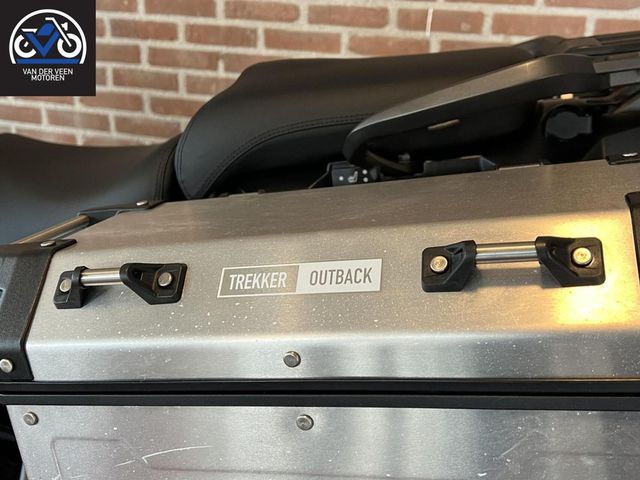 VAN DER VEEN
MOTOREN
TREKKER OUTBACK